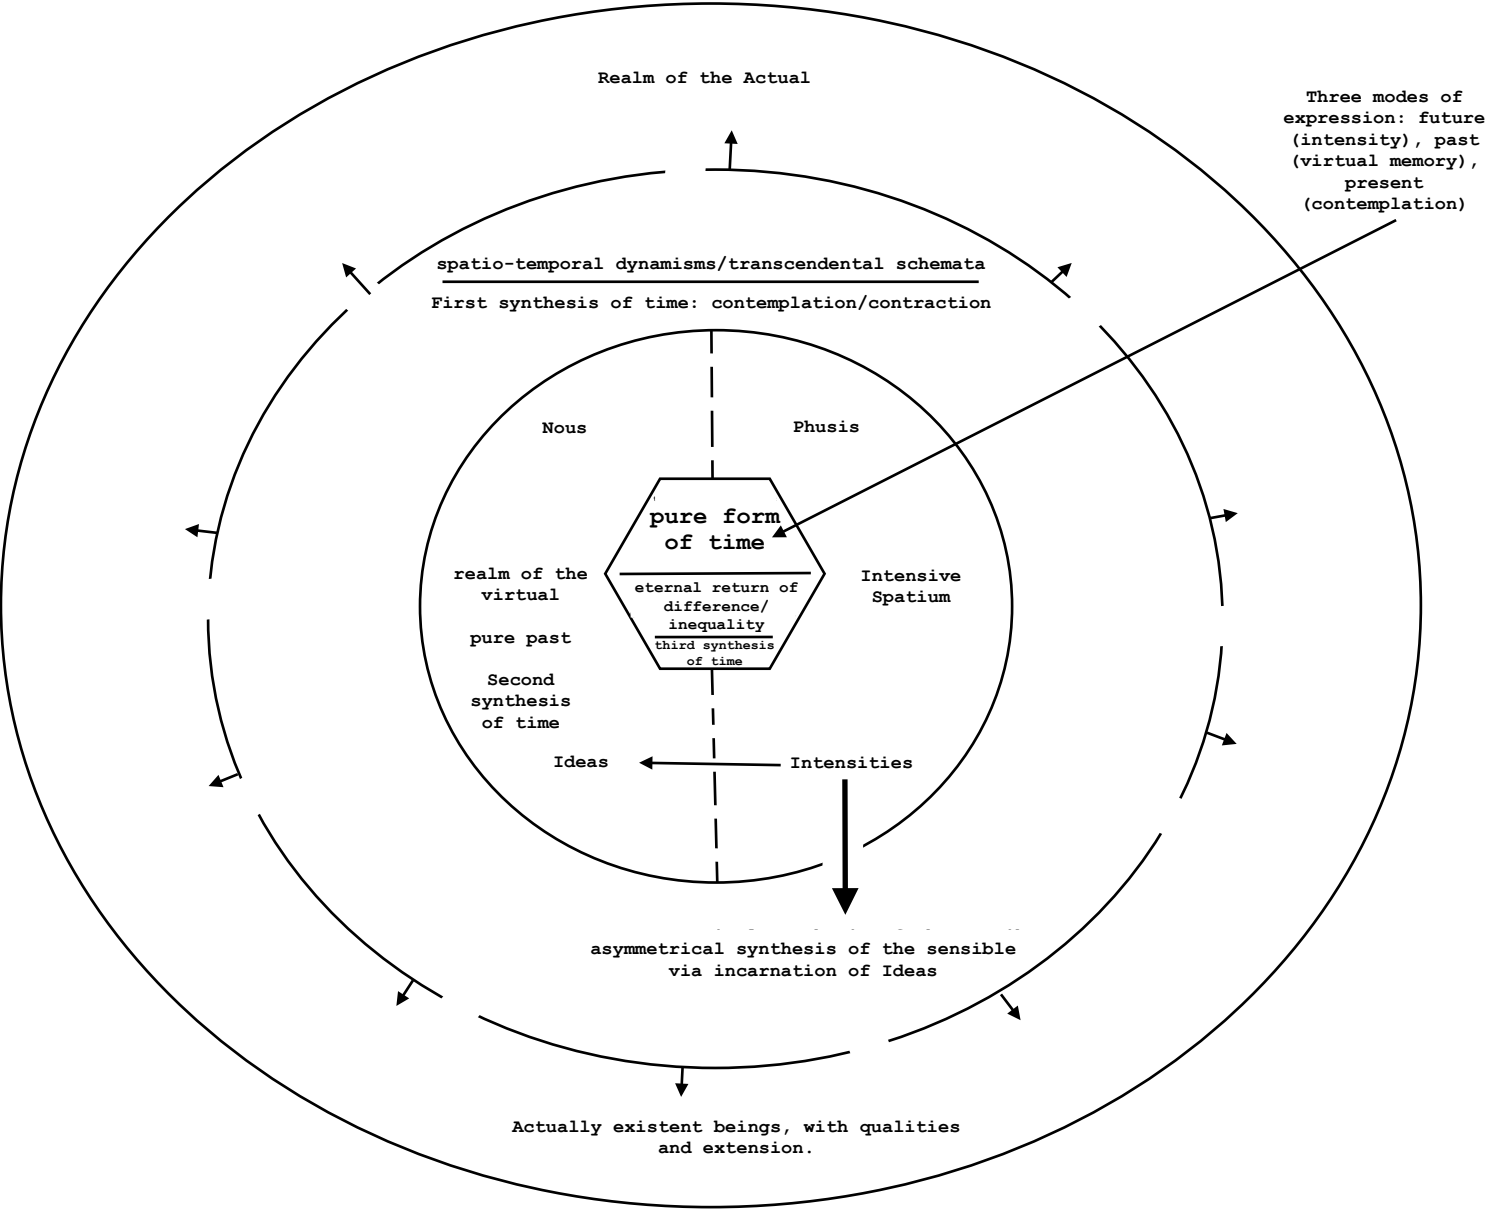 Realm of the Actual
Three modes of
expression: future
(intensity), past
(virtual memory),
present
(contemplation)
spatio-temporal dynamisms/transcendental schemata
First synthesis of time: contemplation/contraction
Nous
Phusis
pure form
of time
eternal return of
difference/
inequality
third synthesis
of time
realm of the
virtual
pure past
Second
synthesis
of time
Intensive
Spatium
Ideas
Intensities
asymmetrical synthesis of the sensible
via incarnation of Ideas
Actually existent beings, with qualities
and extension.